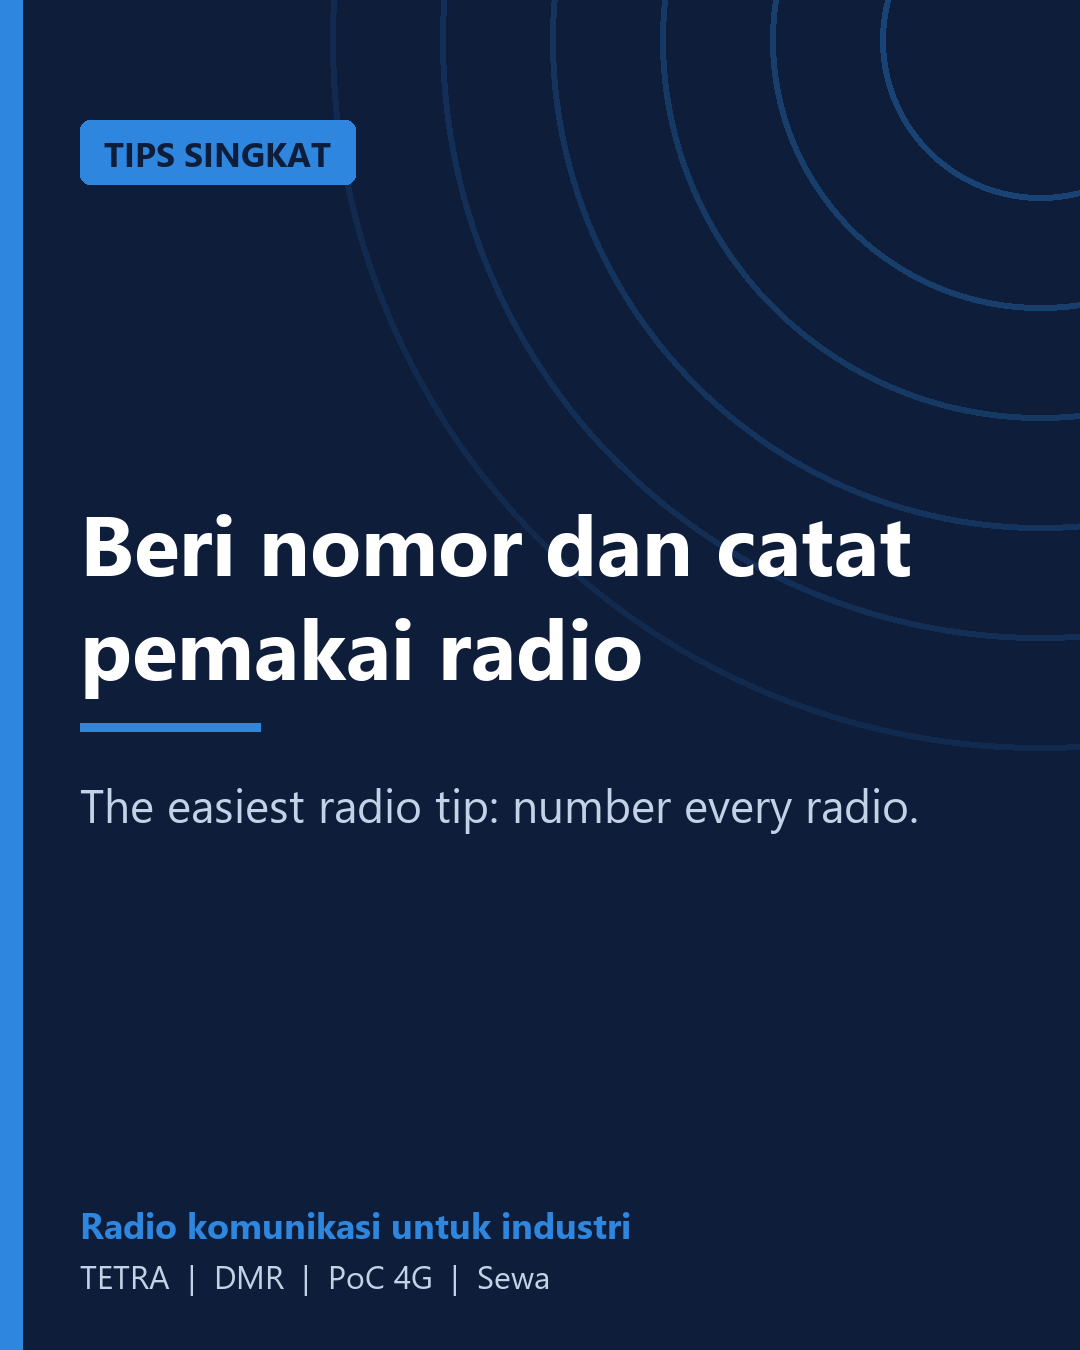 TIPS SINGKAT
Beri nomor dan catat
pemakai radio
The easiest radio tip: number every radio.
Radio komunikasi untuk industri
TETRA | DMR | PoC 4G | Sewa